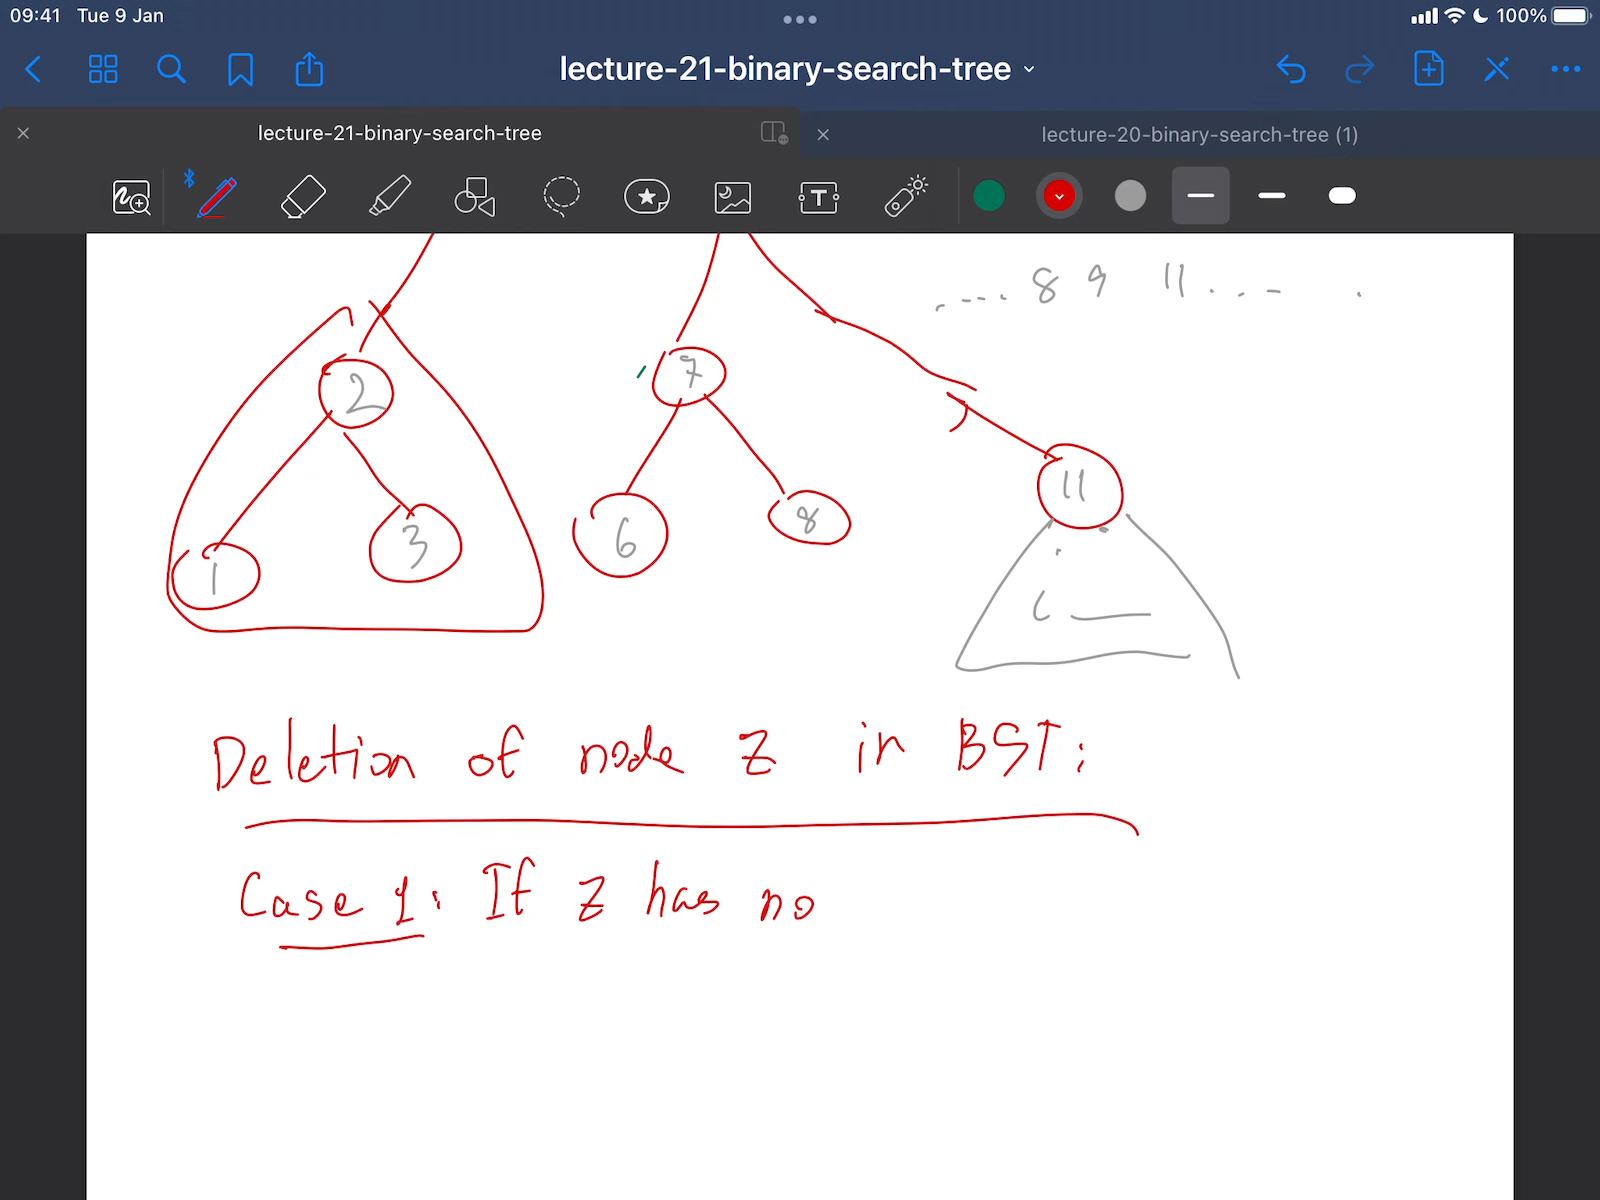 09:41 Tue 9 Jan
100%
lecture-21-binary-search-tree
lecture-21-binary-search-tree
lecture-20-binary-search-tree (1)
T
.... 8 9 11 ...
2
7
11
1
3
6
8
Deletion of node z in BST:
Case 1: If z has no